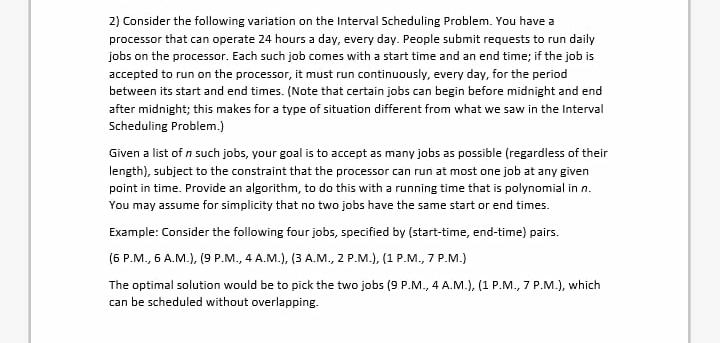 2) Consider the following variation on the Interval Scheduling Problem. You have a
processor that can operate 24 hours a day, every day. People submit requests to run daily
jobs on the processor. Each such job comes with a start time and an end time; if the job is
accepted to run on the processor, it must run continuously, every day, for the period
between its start and end times. (Note that certain jobs can begin before midnight and end
after midnight; this makes for a type of situation different from what we saw in the Interval
Scheduling Problem.)
Given a list of n such jobs, your goal is to accept as many jobs as possible (regardless of their
length), subject to the constraint that the processor can run at most one job at any given
point in time. Provide an algorithm, to do this with a running time that is polynomial in n.
You may assume for simplicity that no two jobs have the same start or end times.
Example: Consider the following four jobs, specified by (start-time, end-time) pairs.
(6 P.M., 6 A.M.), (9 P.M., 4 A.M.), (3 A.M., 2 P.M.), (1 P.M., 7 P.M.)
The optimal solution would be to pick the two jobs (9 P.M., 4 A.M.), (1 P.M., 7 P.M.), which
can be scheduled without overlapping.